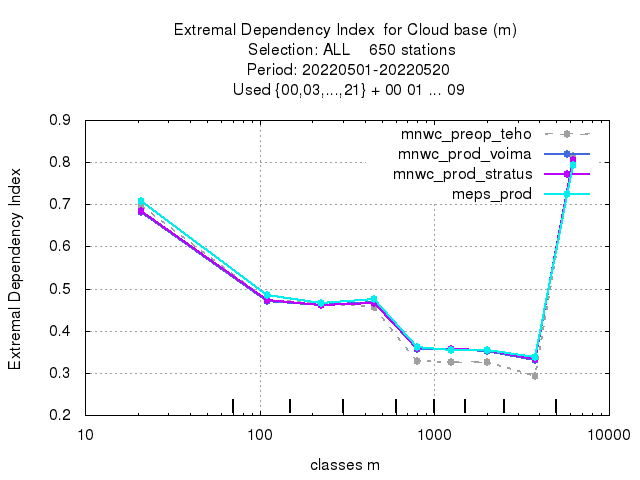 Extremal Dependency Index  for Cloud base (m)
Selection: ALL    650 stations
Period: 20220501-20220520
Used {00,03,...,21} + 00 01 ... 09
0.9
0.8
0.7
0.6
0.5
0.4
0.3
0.2
Extremal Dependency Index
mnwc_preop_teho
mnwc_prod_voima
mnwc_prod_stratus
meps_prod
10 100 1000 10000
classes m